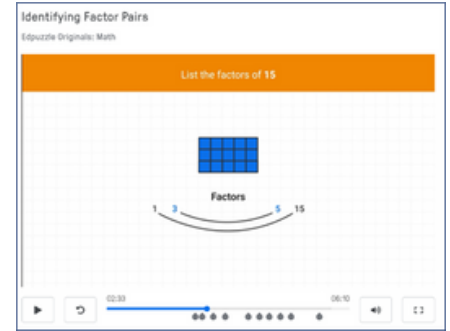 Identifying Factor Pairs
Edpuzzle Originals: Math
List the factors of 15
Factors
1 3 5 15
02:33 06:10